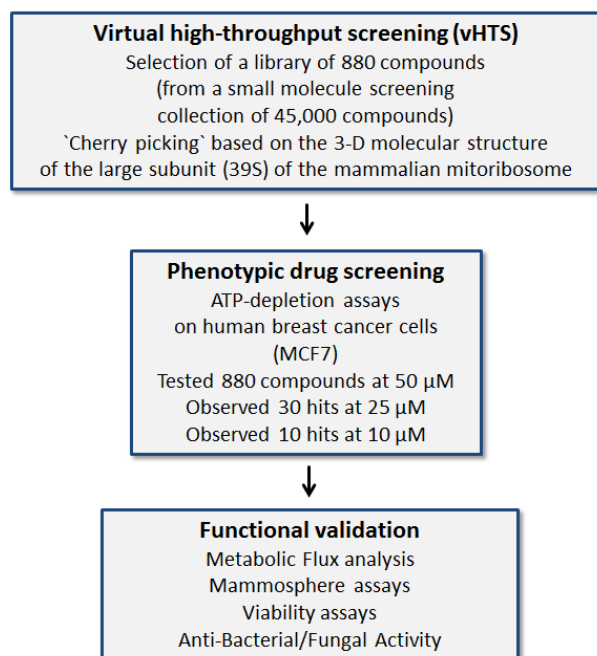 Virtual high-throughput screening (vHTS)
Selection of a library of 880 compounds
(from a small molecule screening
collection of 45,000 compounds)
`Cherry picking` based on the 3-D molecular structure
of the large subunit (39S) of the mammalian mitoribosome
Phenotypic drug screening
ATP-depletion assays
on human breast cancer cells
(MCF7)
Tested 880 compounds at 50 µM
Observed 30 hits at 25 µM
Observed 10 hits at 10 µM
Functional validation
Metabolic Flux analysis
Mammosphere assays
Viability assays
Anti-Bacterial/Fungal Activity